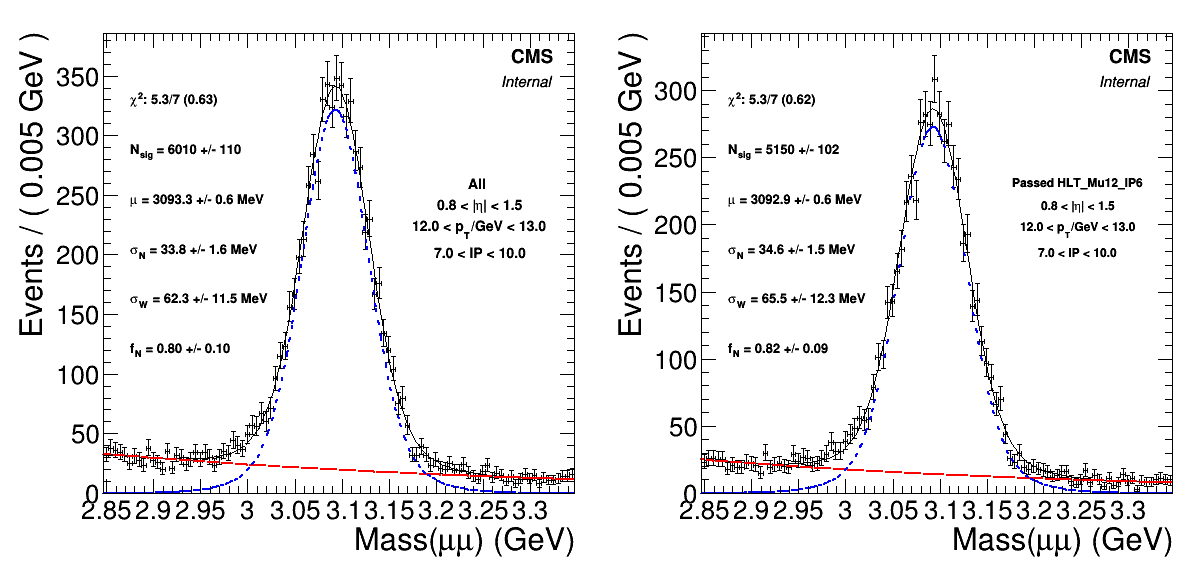 Events / ( 0.005 GeV )
350
300
250
200
150
100
50
0
CMS
Internal
χ²: 5.3/7 (0.63)
N_sig = 6010 +/- 110
μ = 3093.3 +/- 0.6 MeV
σ_N = 33.8 +/- 1.6 MeV
σ_W = 62.3 +/- 11.5 MeV
f_N = 0.80 +/- 0.10
All
0.8 < |η| < 1.5
12.0 < p_T/GeV < 13.0
7.0 < IP < 10.0
2.85 2.9 2.95 3 3.05 3.1 3.15 3.2 3.25 3.3
Mass(μμ) (GeV)
Events / ( 0.005 GeV )
300
250
200
150
100
50
0
CMS
Internal
χ²: 5.3/7 (0.62)
N_sig = 5150 +/- 102
μ = 3092.9 +/- 0.6 MeV
σ_N = 34.6 +/- 1.5 MeV
σ_W = 65.5 +/- 12.3 MeV
f_N = 0.82 +/- 0.09
Passed HLT_Mu12_IP6
0.8 < |η| < 1.5
12.0 < p_T/GeV < 13.0
7.0 < IP < 10.0
2.85 2.9 2.95 3 3.05 3.1 3.15 3.2 3.25 3.3
Mass(μμ) (GeV)